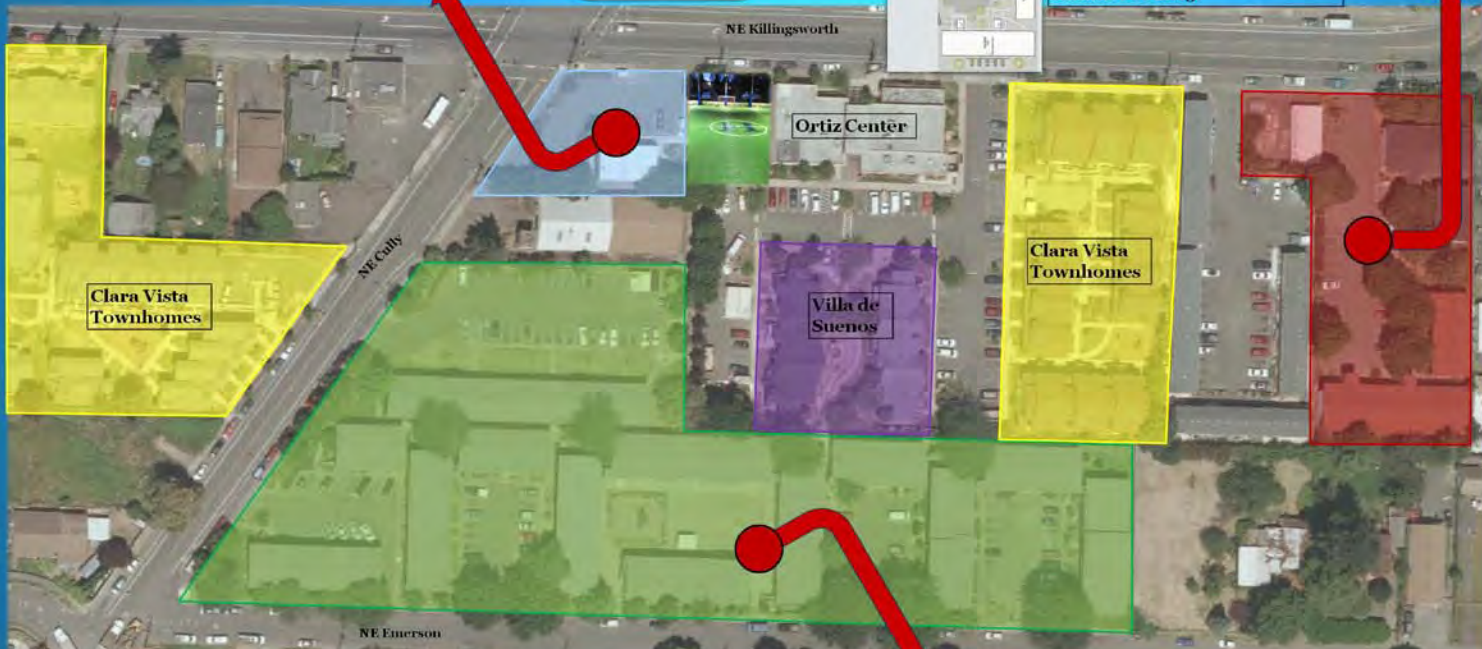 NE Killingsworth
Ortiz Center
NE Cully
Clara Vista
Townhomes
Villa de
Suenos
Clara Vista
Townhomes
NE Emerson